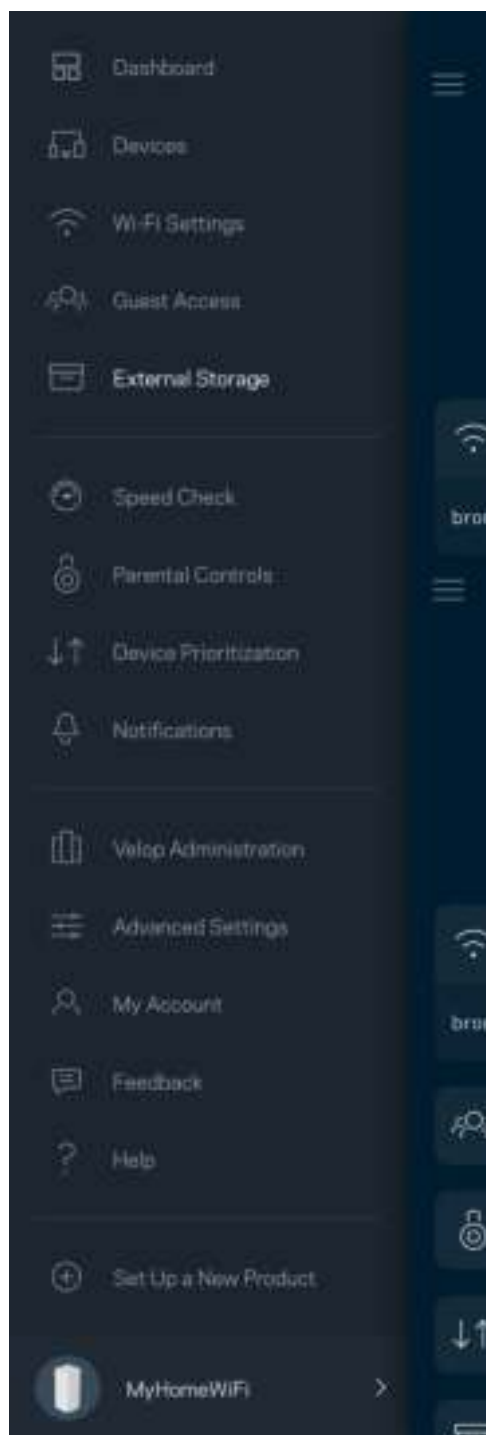 Dashboard
Devices
Wi-Fi Settings
Guest Access
External Storage
Speed Check
Parental Controls
Device Prioritization
Notifications
Velop Administration
Advanced Settings
My Account
Feedback
Help
Set Up a New Product
MyHomeWiFi